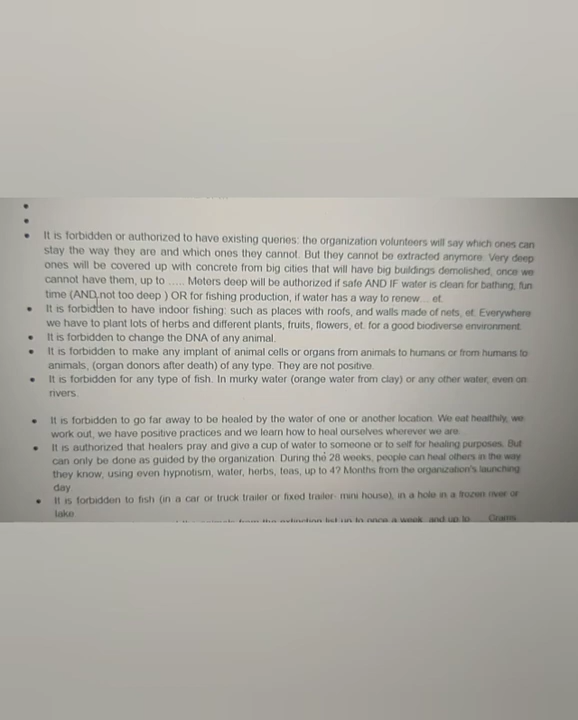 It is forbidden or authorized to have existing queries: the organization volunteers will say which ones can
stay the way they are and which ones they cannot. But they cannot be extracted anymore. Very deep
ones will be covered up with concrete from big cities that will have big buildings demolished, once we
cannot have them, up to ..... Meters deep will be authorized if safe AND IF water is clean for bathing, fun
time (AND not too deep ) OR for fishing production, if water has a way to renew... et.
It is forbidden to have indoor fishing: such as places with roofs, and walls made of nets, et. Everywhere
we have to plant lots of herbs and different plants, fruits, flowers, et. for a good biodiverse environment.
It is forbidden to change the DNA of any animal.
It is forbidden to make any implant of animal cells or organs from animals to humans or from humans to
animals, (organ donors after death) of any type. They are not positive.
It is forbidden for any type of fish. In murky water (orange water from clay) or any other water, even on
rivers.
It is forbidden to go far away to be healed by the water of one or another location. We eat healthily, we
work out, we have positive practices and we learn how to heal ourselves wherever we are.
It is authorized that healers pray and give a cup of water to someone or to self for healing purposes. But
can only be done as guided by the organization. During the 28 weeks, people can heal others in the way
they know, using even hypnotism, water, herbs, teas, up to 4? Months from the organization's launching
day.
It is forbidden to fish (in a car or truck trailer or fixed trailer- mini house), in a hole in a frozen river or
lake
the animals from the extinction list up to once a week, and up to ... Grams